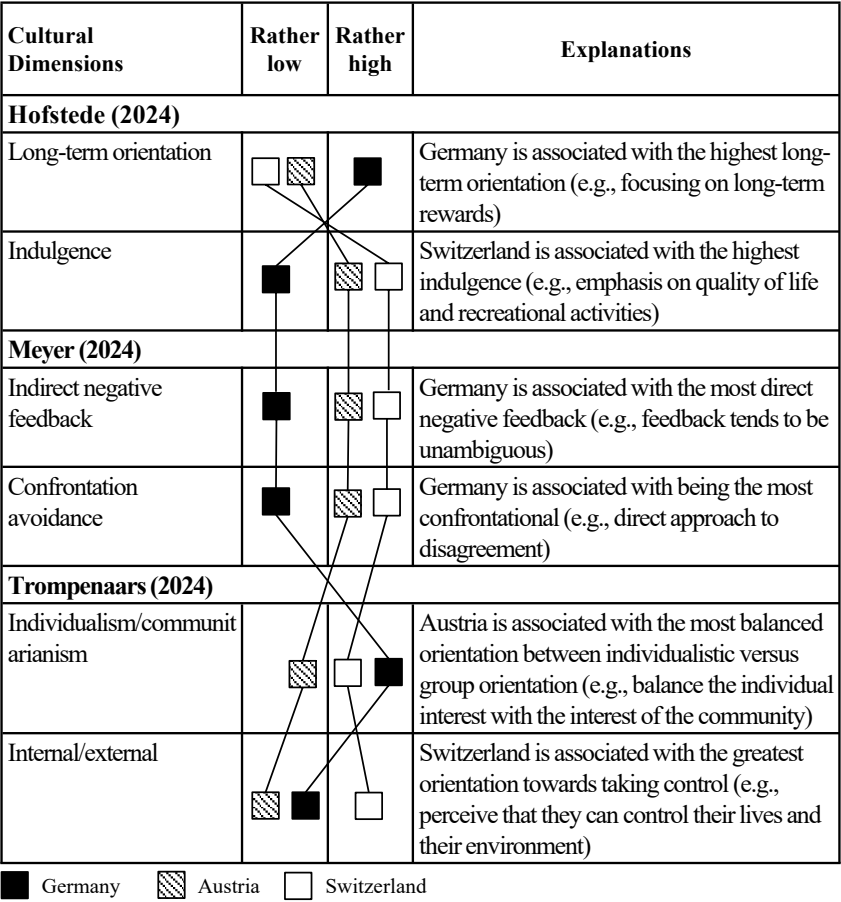 Cultural Dimensions
Rather low
Rather high
Explanations
Hofstede (2024)
Long-term orientation
Germany is associated with the highest long-
term orientation (e.g., focusing on long-term
rewards)
Indulgence
Switzerland is associated with the highest
indulgence (e.g., emphasis on quality of life
and recreational activities)
Meyer (2024)
Indirect negative
feedback
Germany is associated with the most direct
negative feedback (e.g., feedback tends to be
unambiguous)
Confrontation
avoidance
Germany is associated with being the most
confrontational (e.g., direct approach to
disagreement)
Trompenaars (2024)
Individualism/communit
arianism
Austria is associated with the most balanced
orientation between individualistic versus
group orientation (e.g., balance the individual
interest with the interest of the community)
Internal/external
Switzerland is associated with the greatest
orientation towards taking control (e.g.,
perceive that they can control their lives and
their environment)
Germany Austria Switzerland